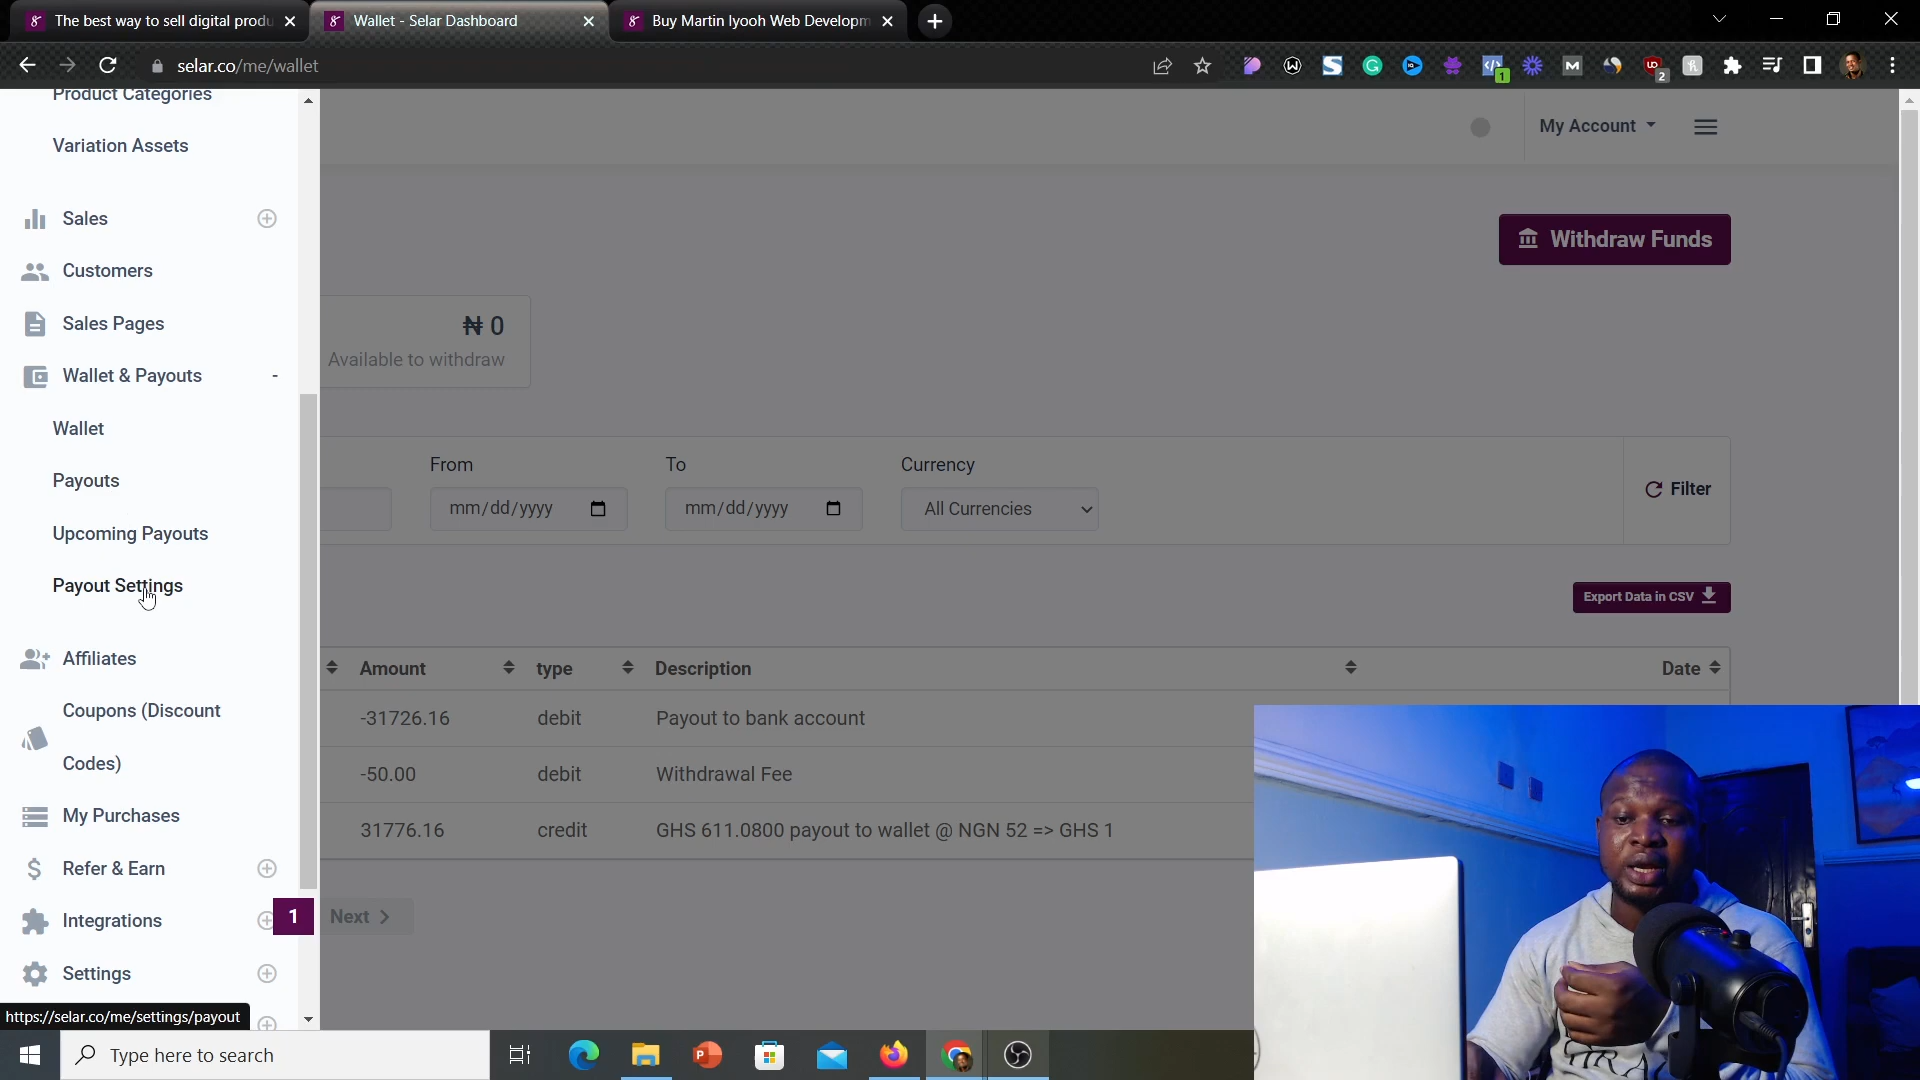 The best way to sell digital produ
Wallet - Selar Dashboard
Buy Martin Iyooh Web Developm
selar.co/me/wallet
1
2
Product Categories
Variation Assets
My Account
Sales
Withdraw Funds
Customers
Sales Pages
₦ 0
Available to withdraw
Wallet & Payouts
-
Wallet
From
To
Currency
Payouts
mm/dd/yyyy
mm/dd/yyyy
All Currencies
Filter
Upcoming Payouts
Payout Settings
Export Data in CSV
Affiliates
Amount
type
Description
Date
Coupons (Discount
Codes)
-31726.16
debit
Payout to bank account
-50.00
debit
Withdrawal Fee
My Purchases
31776.16
credit
GHS 611.0800 payout to wallet @ NGN 52 => GHS 1
Refer & Earn
Integrations
1
Next
Settings
https://selar.co/me/settings/payout
Type here to search